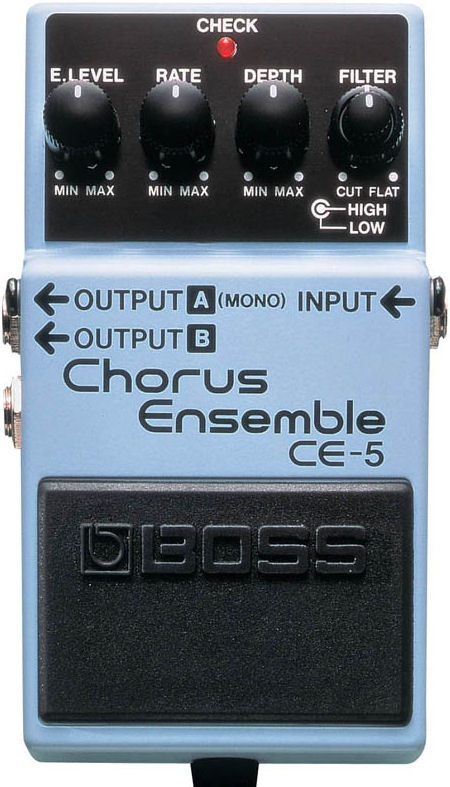 CHECK
E.LEVEL RATE DEPTH FILTER
MIN MAX MIN MAX MIN MAX CUT FLAT
HIGH
LOW
OUTPUT A (MONO) INPUT
OUTPUT B
Chorus
Ensemble
CE-5
BOSS